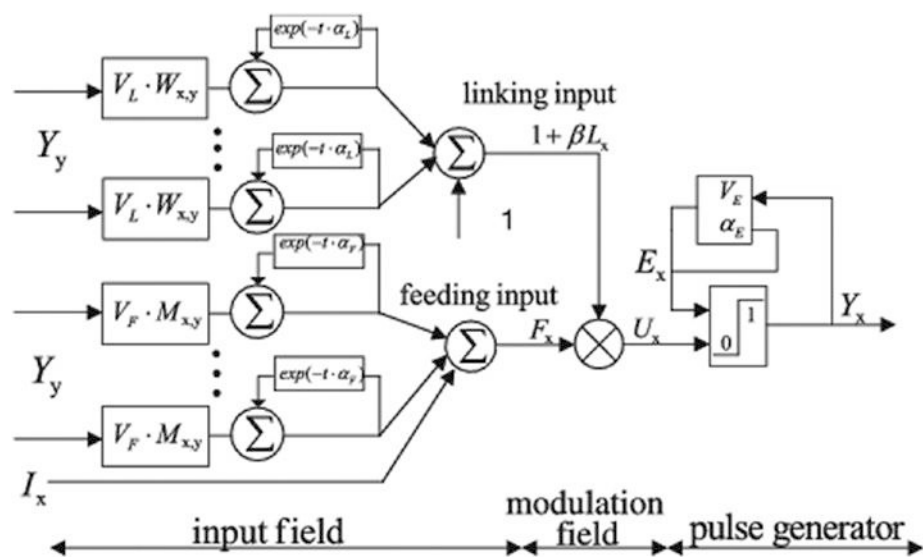 exp(−t·α_L)
V_L · W_x,y
Σ
linking input
Y_y
exp(−t·α_L)
Σ
1 + βL_x
V_L · W_x,y
Σ
1
V_E
α_E
exp(−t·α_F)
E_x
V_F · M_x,y
Σ
feeding input
Y_x
1
0
Y_y
exp(−t·α_F)
Σ
F_x
U_x
V_F · M_x,y
Σ
I_x
input field
modulation
field
pulse generator